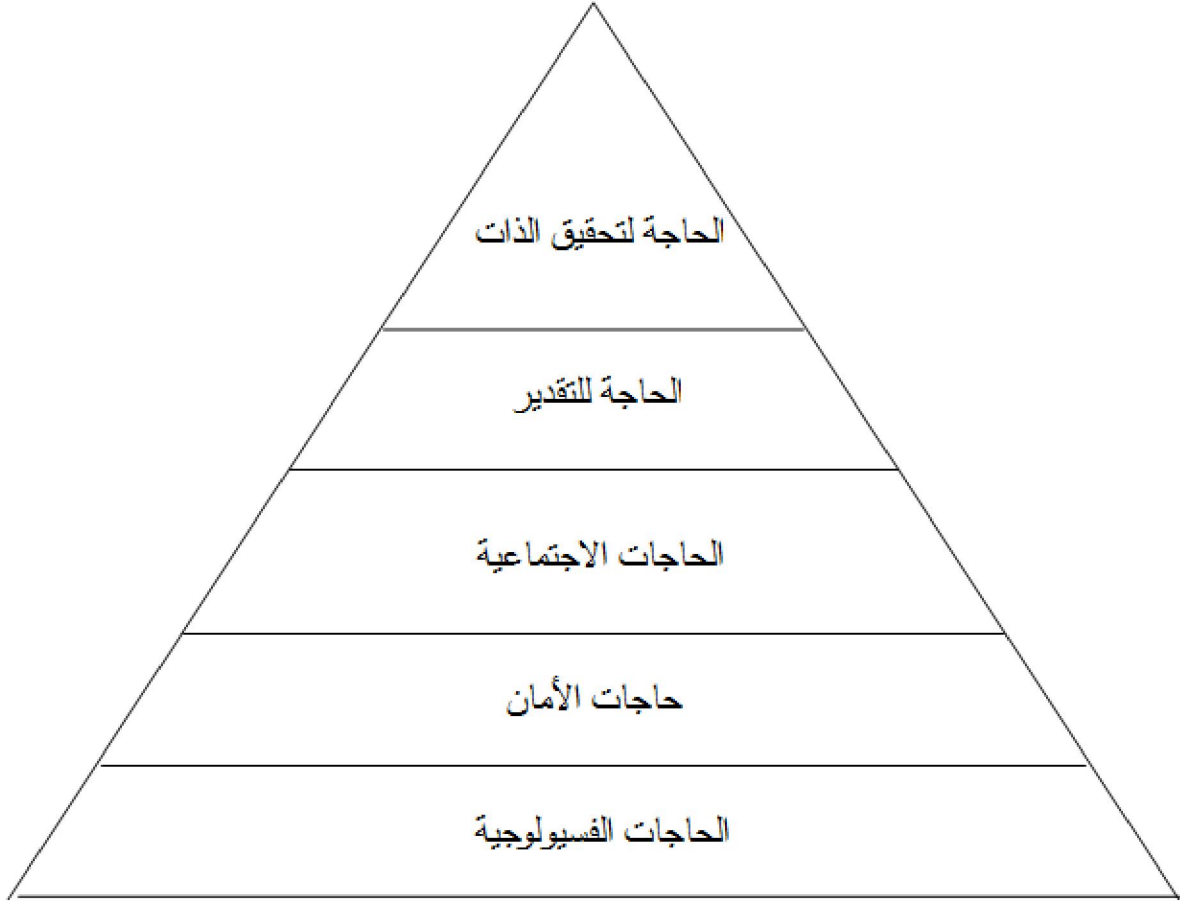 الحاجة لتحقيق الذات
الحاجة للتقدير
الحاجات الاجتماعية
حاجات الأمان
الحاجات الفسيولوجية